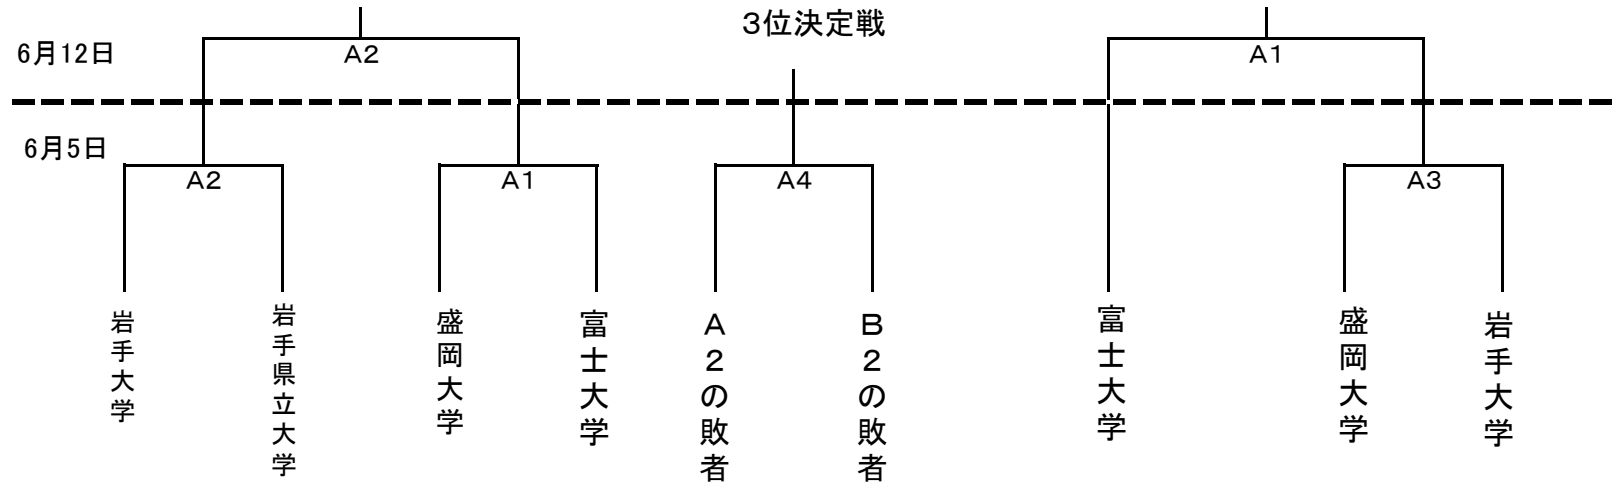 3位決定戦
6月12日
A2
A1
6月5日
A2
A1
A4
A3
岩手大学
岩手県立大学
盛岡大学
富士大学
A2の敗者
B2の敗者
富士大学
盛岡大学
岩手大学